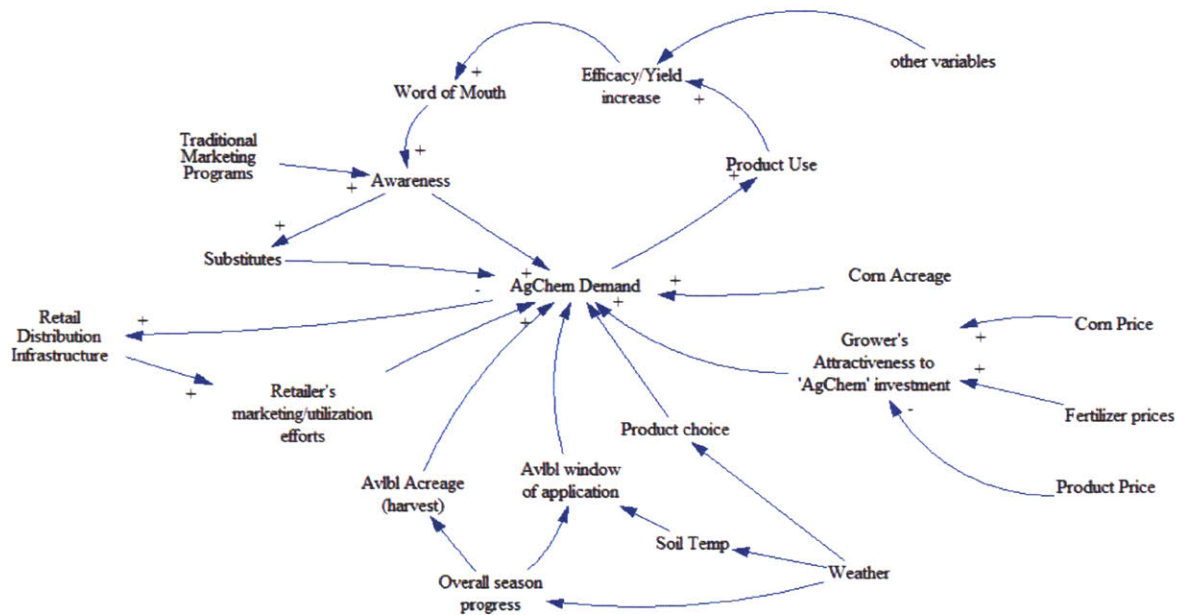 other variables
Efficacy/Yield
increase
+
+
Word of Mouth
Traditional
Marketing
Programs
+
+
Awareness
Product Use
+
+
Substitutes
+
AgChem Demand
-
+
+
+
Corn Acreage
Retail
Distribution
Infrastructure
+
+
Retailer's
marketing/utilization
efforts
Grower's
Attractiveness to
'AgChem' investment
+
+
-
Corn Price
Fertilizer prices
Product Price
Product choice
Avlbl Acreage
(harvest)
Avlbl window
of application
Soil Temp
Weather
Overall season
progress